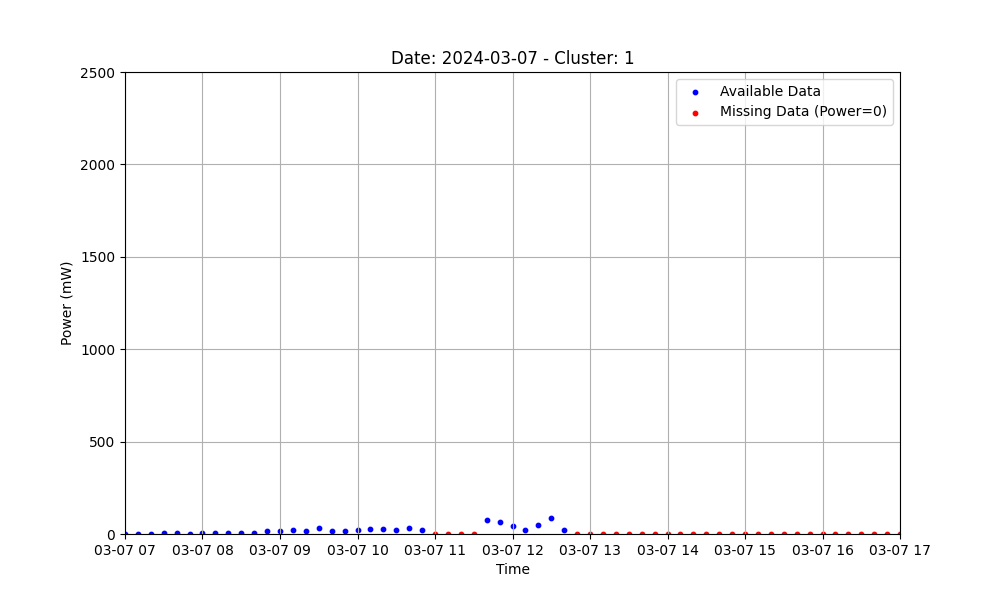 Date: 2024-03-07 - Cluster: 1
Available Data
Missing Data (Power=0)
Power (mW)
2500
2000
1500
1000
500
0
03-07 07 03-07 08 03-07 09 03-07 10 03-07 11 03-07 12 03-07 13 03-07 14 03-07 15 03-07 16 03-07 17
Time